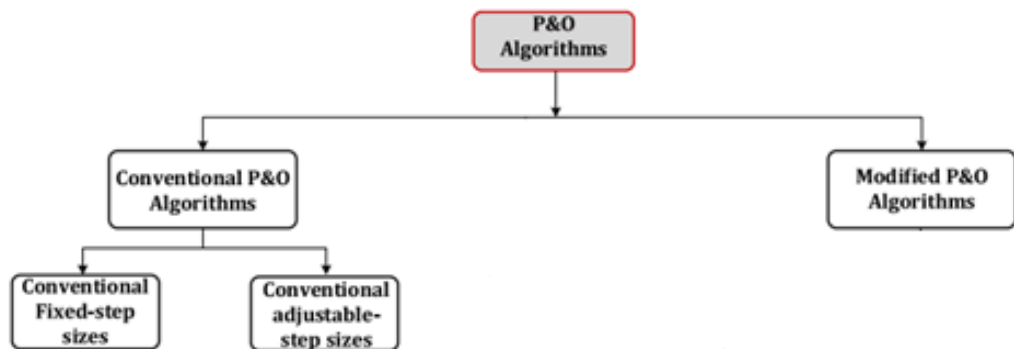 P&O
Algorithms
Conventional P&O
Algorithms
Modified P&O
Algorithms
Conventional
Fixed-step
sizes
Conventional
adjustable-
step sizes